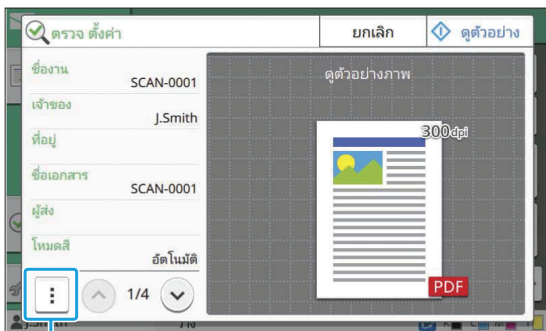 ตรวจ ตั้งค่า
ยกเลิก
ดูตัวอย่าง
ชื่องาน
SCAN-0001
เจ้าของ
J.Smith
ที่อยู่
ชื่อเอกสาร
SCAN-0001
ผู้ส่ง
โหมดสี
อัตโนมัติ
1/4
ดูตัวอย่างภาพ
300dpi
PDF